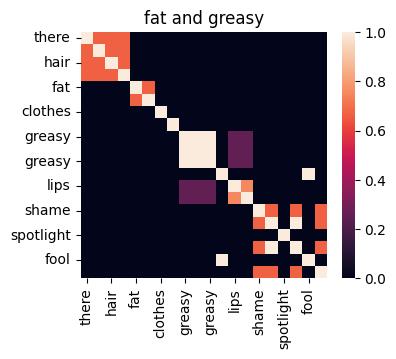 fat and greasy
there
hair
fat
clothes
greasy
greasy
lips
shame
spotlight
fool
there
hair
fat
clothes
greasy
greasy
lips
shame
spotlight
fool
1.0
0.8
0.6
0.4
0.2
0.0